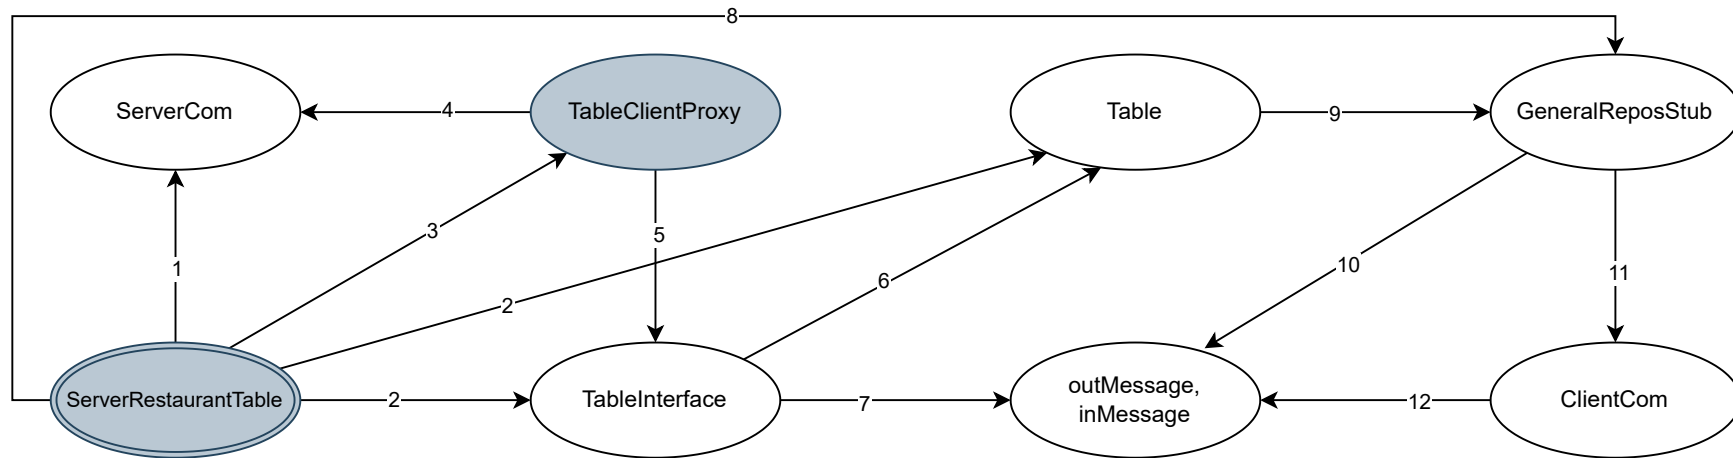 8
ServerCom
4
TableClientProxy
Table
9
GeneralReposStub
3
5
1
2
6
10
11
ServerRestaurantTable
2
TableInterface
7
outMessage,
inMessage
12
ClientCom